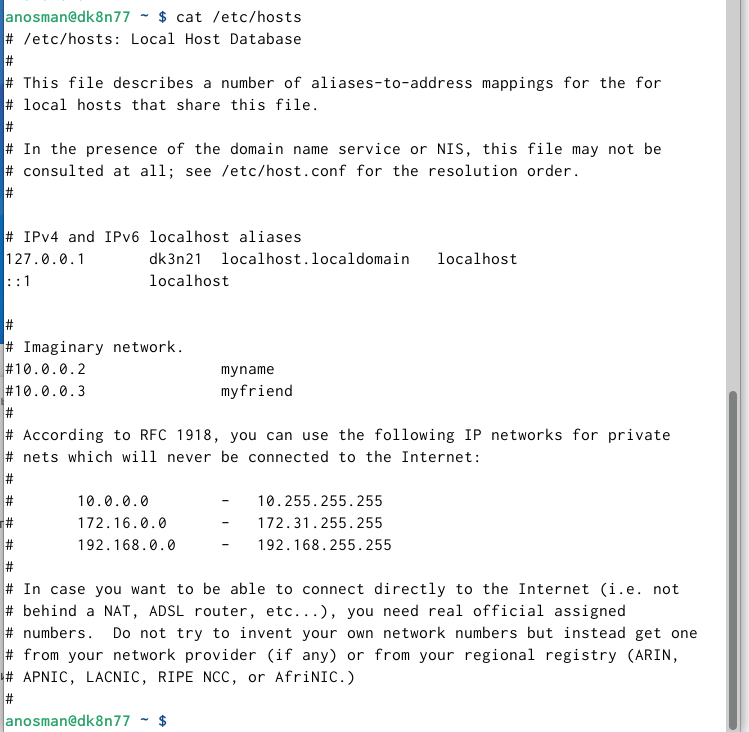 anosman@dk8n77 ~ $ cat /etc/hosts
# /etc/hosts: Local Host Database
#
# This file describes a number of aliases-to-address mappings for the for
# local hosts that share this file.
#
# In the presence of the domain name service or NIS, this file may not be
# consulted at all; see /etc/host.conf for the resolution order.
#

# IPv4 and IPv6 localhost aliases
127.0.0.1       dk3n21  localhost.localdomain   localhost
::1             localhost

#
# Imaginary network.
#10.0.0.2               myname
#10.0.0.3               myfriend
#
# According to RFC 1918, you can use the following IP networks for private
# nets which will never be connected to the Internet:
#
#       10.0.0.0        -   10.255.255.255
#       172.16.0.0      -   172.31.255.255
#       192.168.0.0     -   192.168.255.255
#
# In case you want to be able to connect directly to the Internet (i.e. not
# behind a NAT, ADSL router, etc...), you need real official assigned
# numbers.  Do not try to invent your own network numbers but instead get one
# from your network provider (if any) or from your regional registry (ARIN,
# APNIC, LACNIC, RIPE NCC, or AfriNIC.)
#
anosman@dk8n77 ~ $